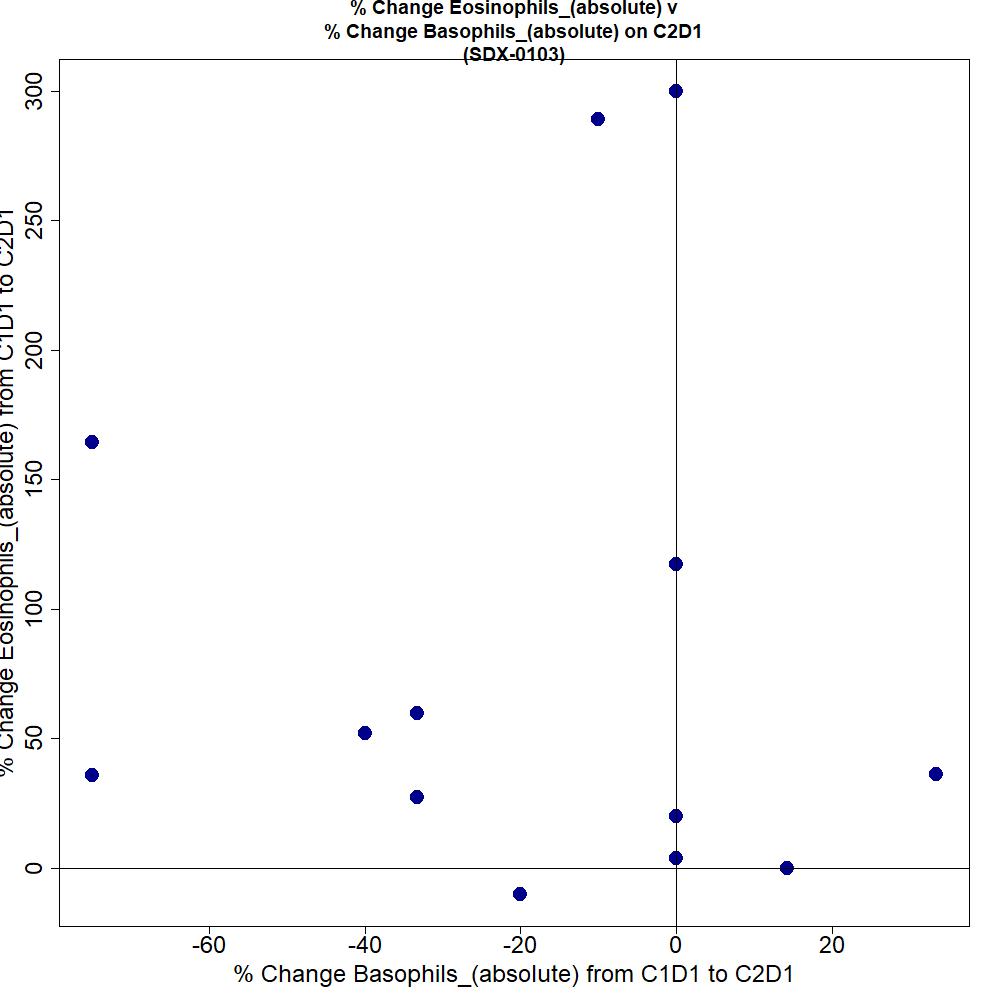 % Change Eosinophils_(absolute) v
% Change Basophils_(absolute) on C2D1
(SDX-0103)
% Change Eosinophils_(absolute) from C1D1 to C2D1
300
250
200
150
100
50
0
-60 -40 -20 0 20
% Change Basophils_(absolute) from C1D1 to C2D1